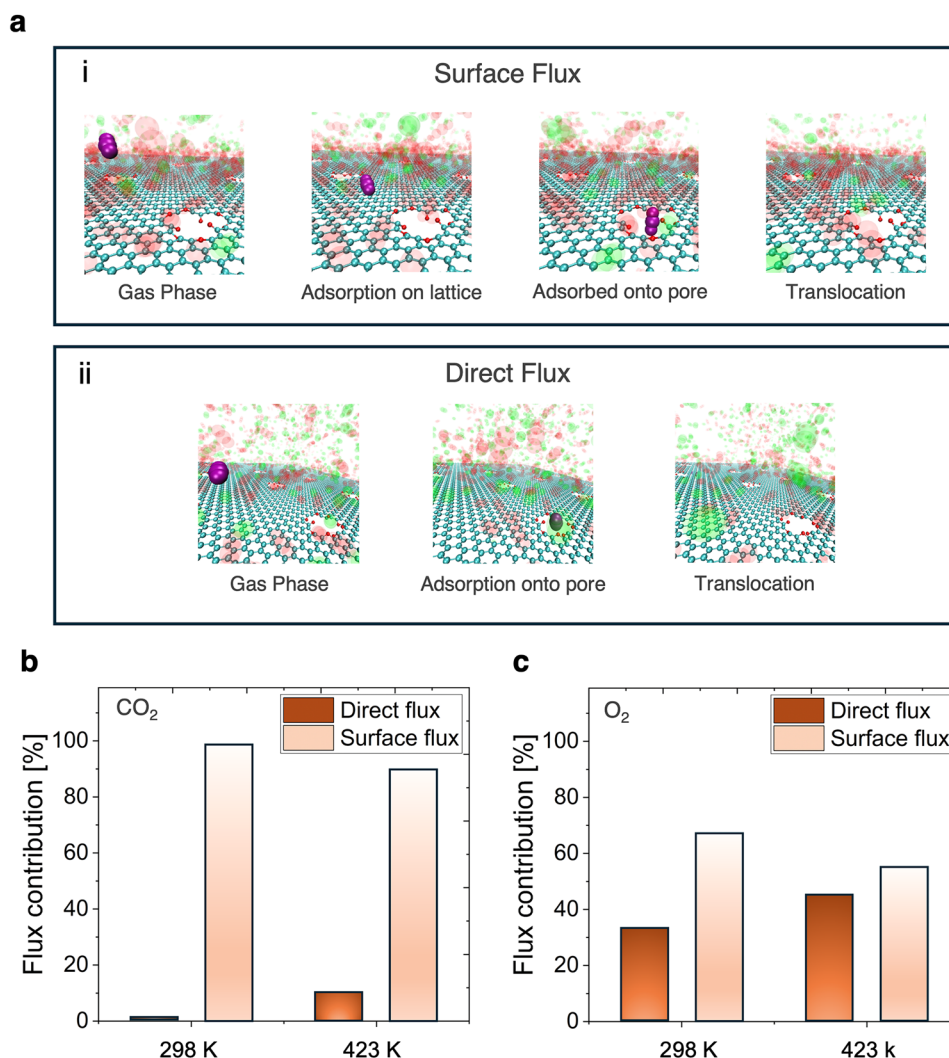 a
i
Surface Flux
Gas Phase
Adsorption on lattice
Adsorbed onto pore
Translocation
ii
Direct Flux
Gas Phase
Adsorption onto pore
Translocation
b
CO₂
Direct flux
Surface flux
Flux contribution [%]
100
80
60
40
20
0
298 K
423 K
c
O₂
Direct flux
Surface flux
Flux contribution [%]
100
80
60
40
20
0
298 K
423 k